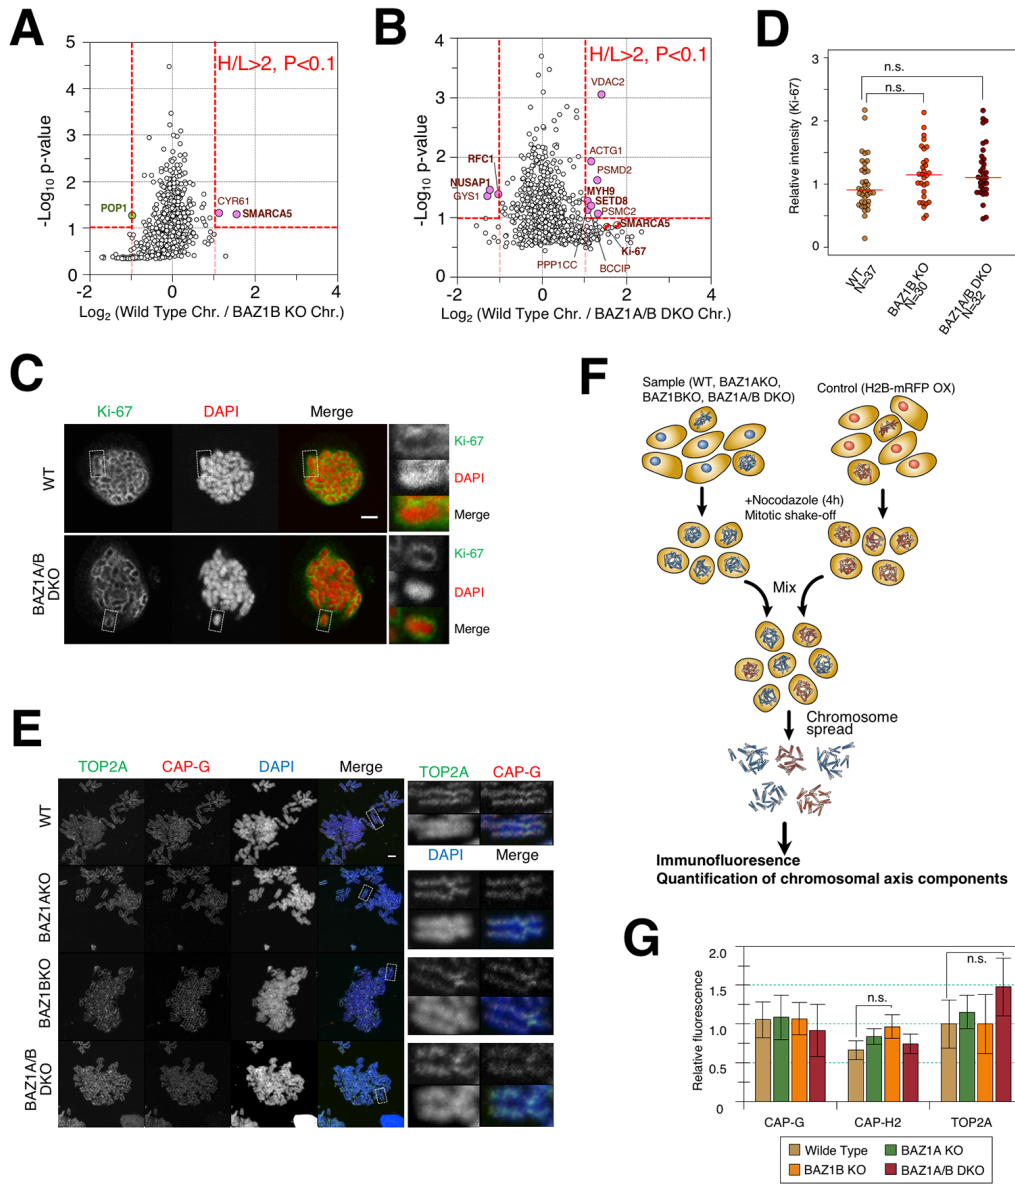 A
5
4
3
2
1
0
-2
0
2
4
-Log10 p-value
H/L>2, P<0.1
POP1
CYR61
SMARCA5
Log2 (Wild Type Chr. / BAZ1B KO Chr.)
B
4
3
2
1
0
-2
0
2
4
-Log10 p-value
H/L>2, P<0.1
VDAC2
ACTG1
RFC1
PSMD2
NUSAP1
MYH9
GYS1
SETD8
PSMC2
SMARCA5
Ki-67
PPP1CC
BCCIP
Log2 (Wild Type Chr. / BAZ1A/B DKO Chr.)
D
3
2
1
0
Relative intensity (Ki-67)
n.s.
n.s.
WT
N=37
BAZ1B KO
N=30
BAZ1A/B DKO
N=32
C
Ki-67
DAPI
Merge
WT
Ki-67
DAPI
Merge
BAZ1A/B
DKO
Ki-67
DAPI
Merge
F
Sample (WT, BAZ1AKO,
BAZ1BKO, BAZ1A/B DKO)
Control (H2B-mRFP OX)
+Nocodazole (4h)
Mitotic shake-off
Mix
Chromosome
spread
Immunofluoresence
Quantification of chromosomal axis components
E
TOP2A
CAP-G
DAPI
Merge
TOP2A
CAP-G
WT
DAPI
Merge
BAZ1AKO
BAZ1BKO
BAZ1A/B
DKO
G
2.0
1.5
1.0
0.5
0
Relative fluorescence
n.s.
n.s.
CAP-G
CAP-H2
TOP2A
Wilde Type
BAZ1A KO
BAZ1B KO
BAZ1A/B DKO